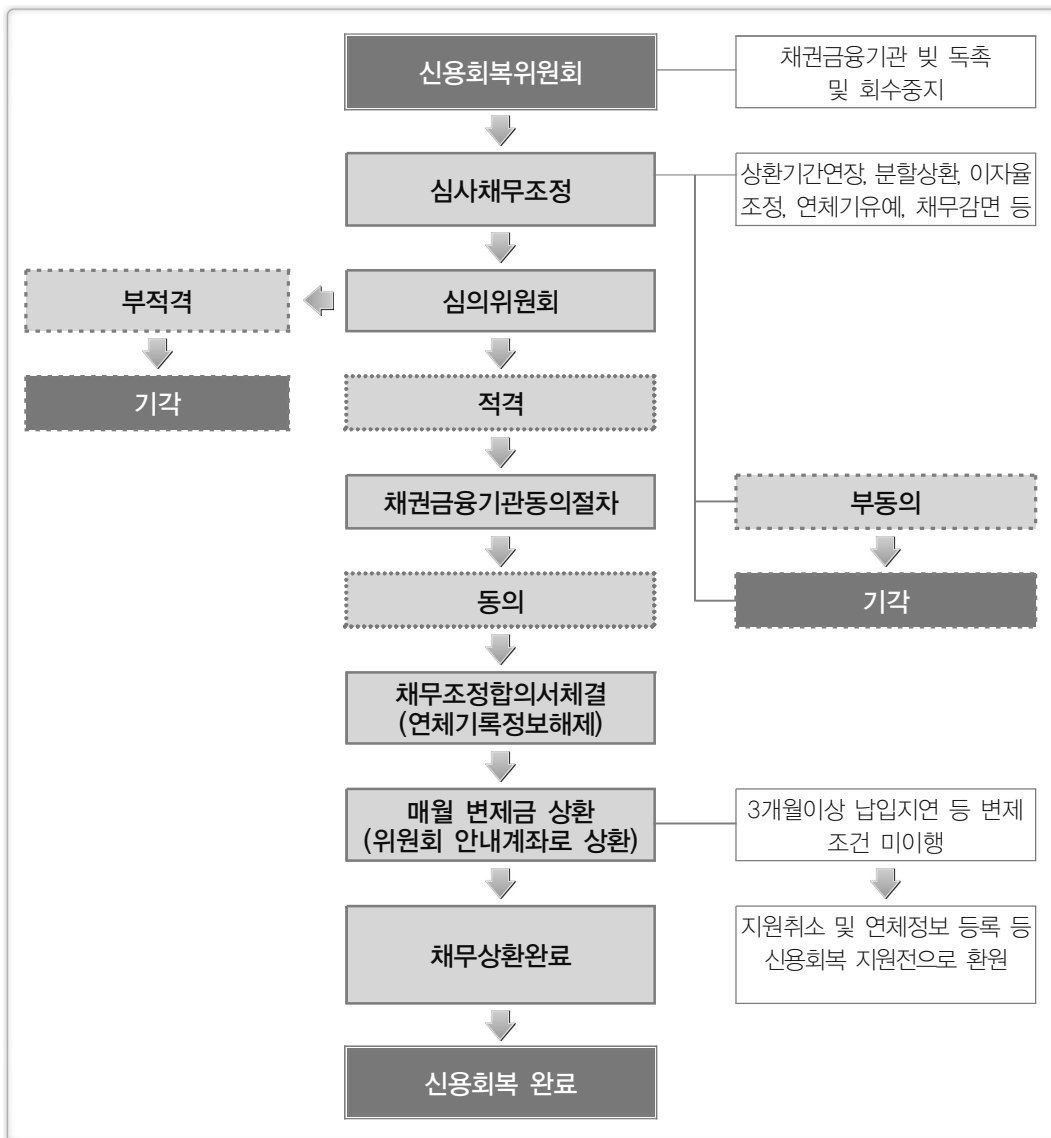 신용회복위원회
채권금융기관 빚 독촉
및 회수중지
심사채무조정
상환기간연장, 분할상환, 이자율
조정, 연체기유예, 채무감면 등
부적격
심의위원회
기각
적격
채권금융기관동의절차
부동의
동의
기각
채무조정합의서체결
(연체기록정보해제)
매월 변제금 상환
(위원회 안내계좌로 상환)
3개월이상 납입지연 등 변제
조건 미이행
채무상환완료
지원취소 및 연체정보 등록 등
신용회복 지원전으로 환원
신용회복 완료